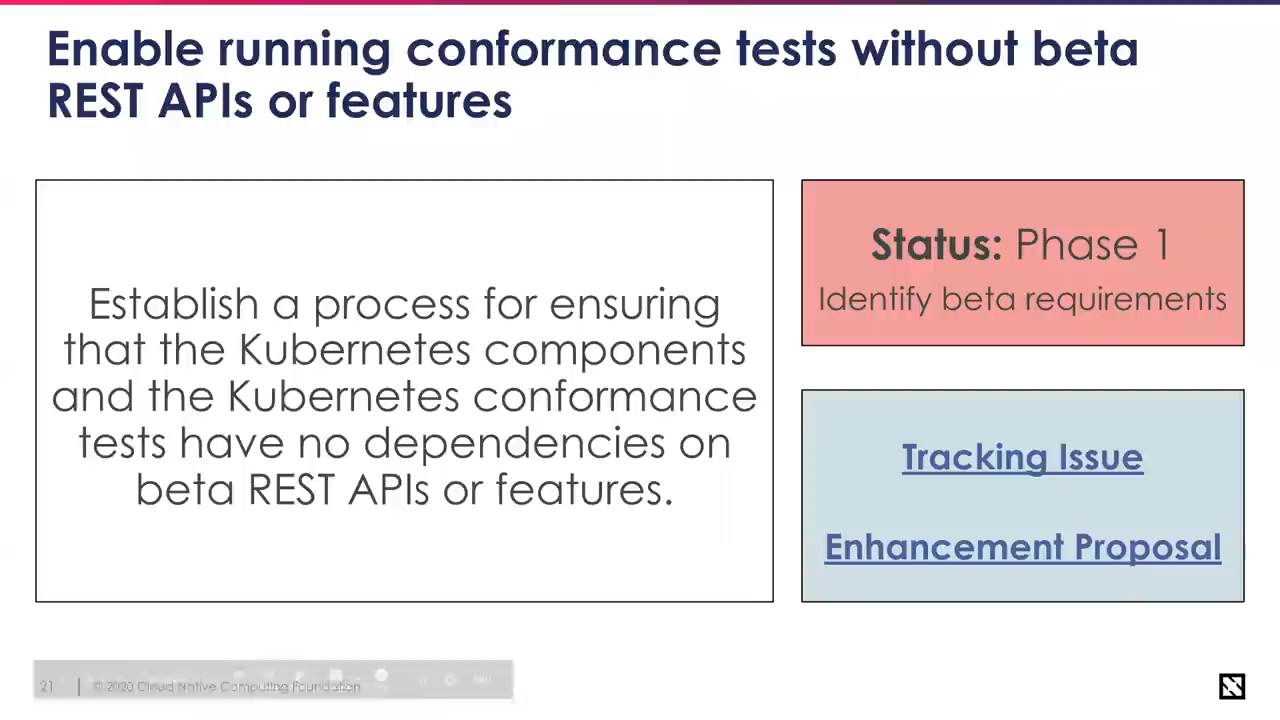 Enable running conformance tests without beta
REST APIs or features
Establish a process for ensuring
that the Kubernetes components
and the Kubernetes conformance
tests have no dependencies on
beta REST APIs or features.
Status: Phase 1
Identify beta requirements
Tracking Issue
Enhancement Proposal
21 | © 2020 Cloud Native Computing Foundation